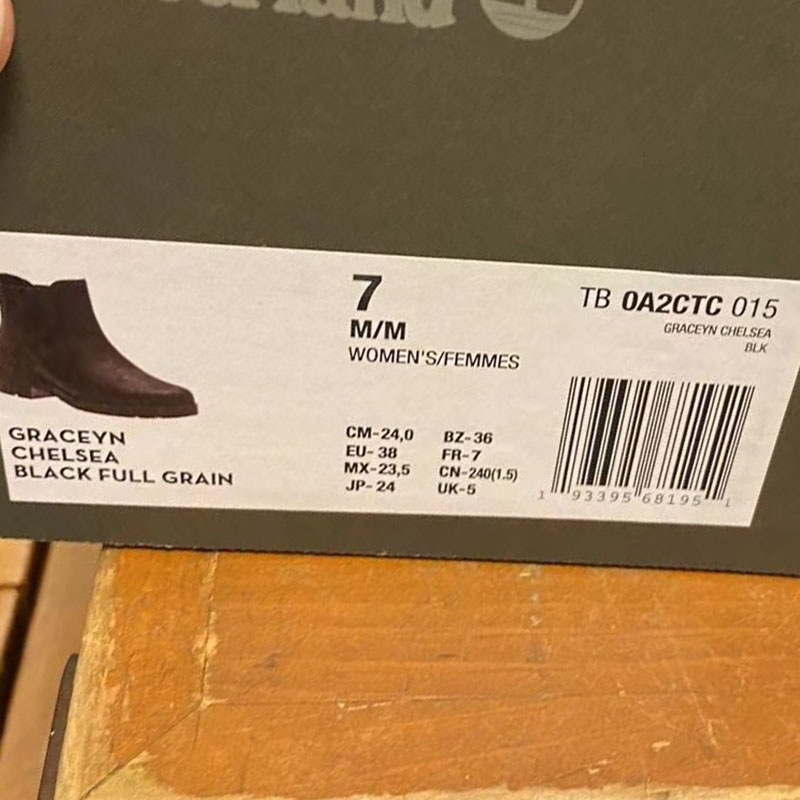 7
M/M
WOMEN'S/FEMMES
TB 0A2CTC 015
GRACEYN CHELSEA
BLK
GRACEYN
CHELSEA
BLACK FULL GRAIN
CM-24,0 BZ-36
EU-38 FR-7
MX-23,5 CN-240(1.5)
JP-24 UK-5
1 93395 68195 1